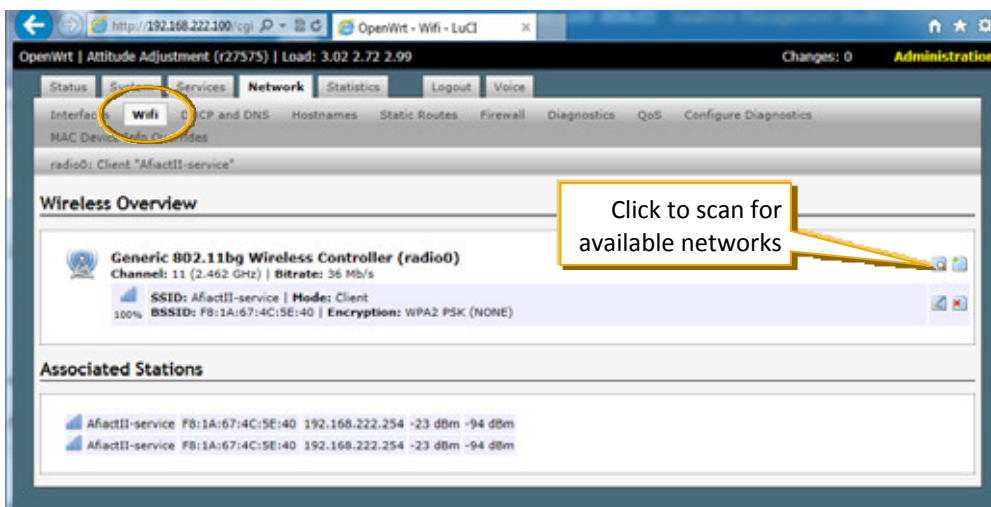 http://192.168.222.100/cgi OpenWrt - Wifi - LuCI
OpenWrt | Attitude Adjustment (r27575) | Load: 3.02 2.72 2.99 Changes: 0 Administration
Status System Services Network Statistics Logout Voice
Wifi DHCP and DNS Hostnames Static Routes Firewall Diagnostics QoS Configure Diagnostics
MAC Device
radio0: Client "AfiactII-service"
Wireless Overview
Click to scan for
available networks
Generic 802.11bg Wireless Controller (radio0)
Channel: 11 (2.462 GHz) | Bitrate: 36 Mb/s
SSID: AfiactII-service | Mode: Client
100% BSSID: F8:1A:67:4C:5E:40 | Encryption: WPA2 PSK (NONE)
Associated Stations
AfiactII-service F8:1A:67:4C:5E:40 192.168.222.254 -23 dBm -94 dBm
AfiactII-service F8:1A:67:4C:5E:40 192.168.222.254 -23 dBm -94 dBm